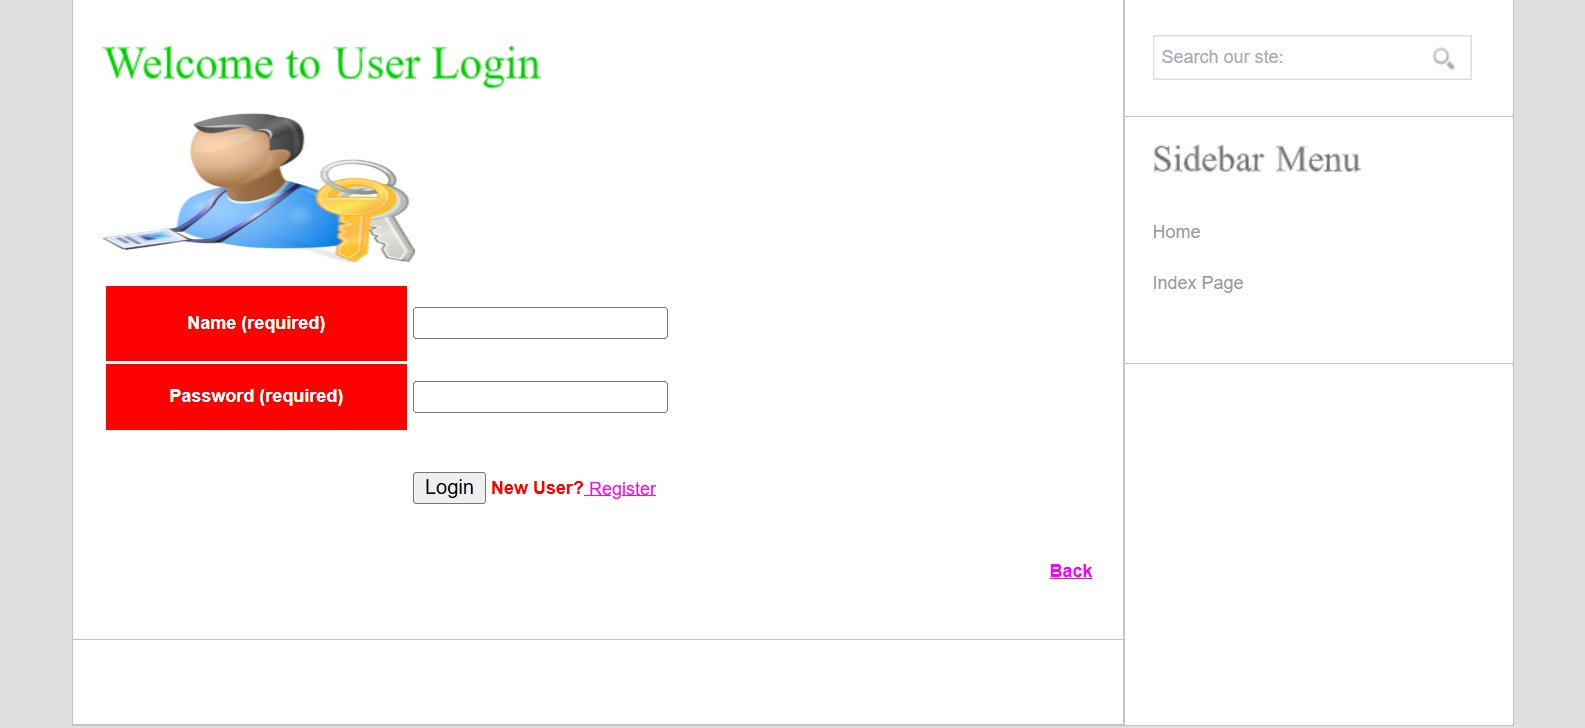 Welcome to User Login
Name (required)
Password (required)
Login New User? Register
Back
Search our ste:
Sidebar Menu
Home
Index Page